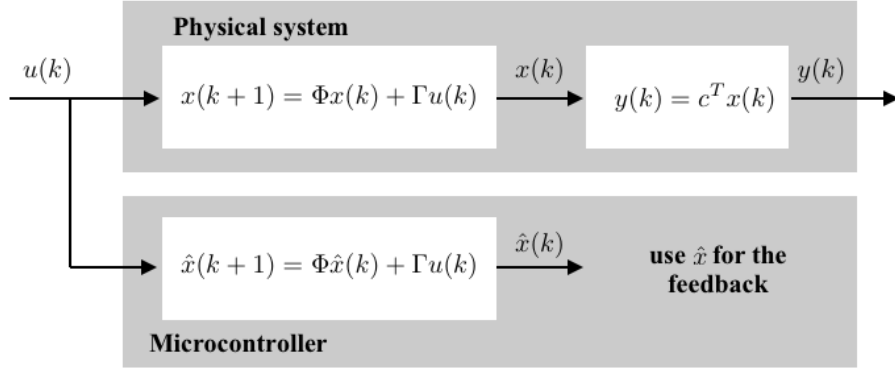 Physical system
u(k)
x(k + 1) = Φx(k) + Γu(k)
x(k)
y(k) = c^T x(k)
y(k)
x̂(k + 1) = Φx̂(k) + Γu(k)
x̂(k)
use x̂ for the
feedback
Microcontroller